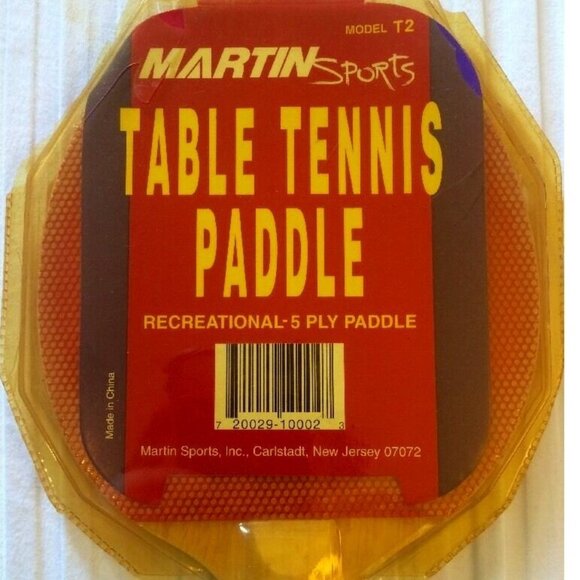 MODEL T2
MARTIN SPORTS
TABLE TENNIS
PADDLE
RECREATIONAL-5 PLY PADDLE
7 20029-10002 3
Made in China
Martin Sports, Inc., Carlstadt, New Jersey 07072